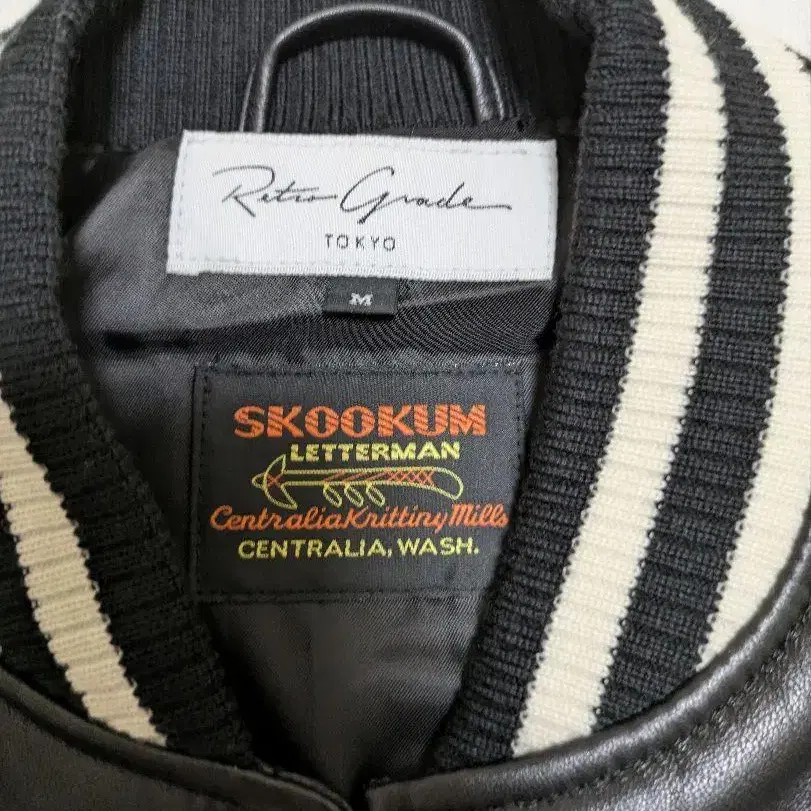 Retro Grade
TOKYO
M
SKOOKUM
LETTERMAN
Centralia Knitting Mills
CENTRALIA, WASH.